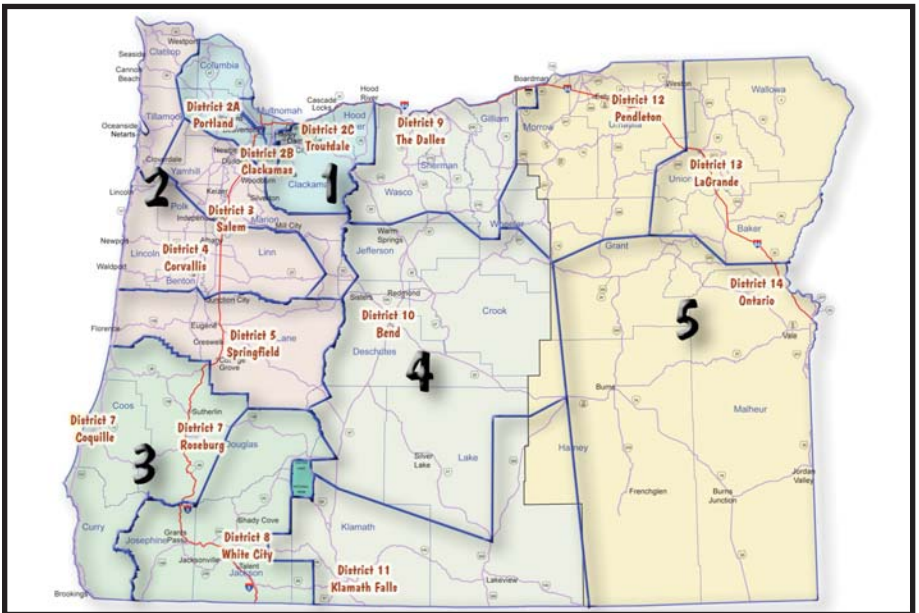 Seaside
Westport
Clatsop
Cannon
Beach
Columbia
Tillamook
District 2A
Portland
Multnomah
Cascade
Locks
Hood
River
Hood
District 2C
Troutdale
District 9
The Dalles
Gilliam
Boardman
Morrow
District 12
Pendleton
Weston
Wallowa
Oceanside
Netarts
Cloverdale
Yamhill
District 2B
Clackamas
Woodburn
Clackamas
1
Sherman
Wasco
Wheeler
District 13
LaGrande
Union
Baker
2
Lincoln
Polk
Keizer
Silverton
District 3
Salem
Marion
Mill City
Newport
Lincoln
Albany
District 4
Corvallis
Benton
Linn
Waldport
Warm
Springs
Jefferson
Grant
District 14
Ontario
Vale
Junction City
Sisters
Redmond
Crook
District 10
Bend
Deschutes
5
Florence
Eugene
Creswell
District 5
Springfield
Lane
Cottage
Grove
4
Burns
Malheur
Coos
Sutherlin
District 7
Coquille
District 7
Roseburg
Douglas
3
Silver
Lake
Lake
Harney
Frenchglen
Burns
Junction
Jordan
Valley
Curry
Shady Cove
Klamath
Josephine
Grants
Pass
District 8
White City
Jacksonville
Talent
Jackson
District 11
Klamath Falls
Lakeview
Brookings